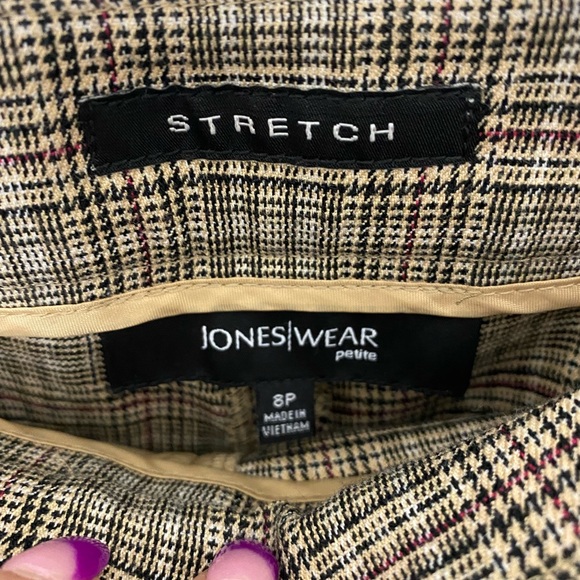 STRETCH
JONES|WEAR
petite
8P
MADE IN
VIETNAM